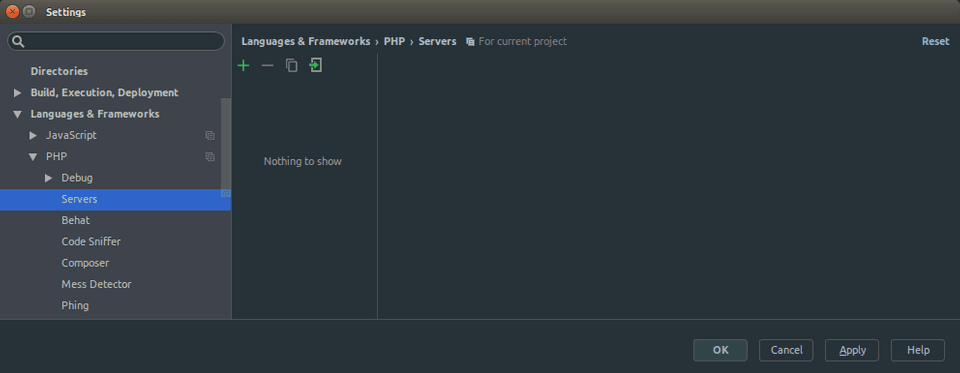 Settings
Languages & Frameworks › PHP › Servers For current project Reset
Directories
Build, Execution, Deployment
Languages & Frameworks
JavaScript
PHP
Debug
Servers
Behat
Code Sniffer
Composer
Mess Detector
Phing
Nothing to show
OK Cancel Apply Help